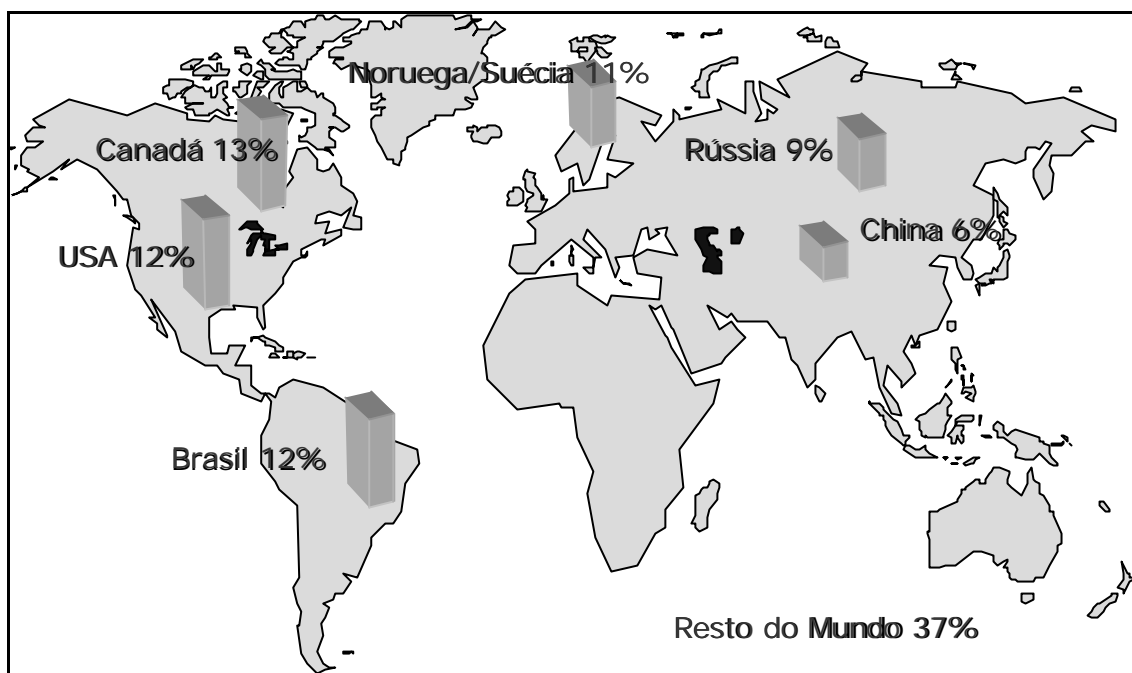 Noruega/Suécia 11%
Canadá 13%
Rússia 9%
China 6%
USA 12%
Brasil 12%
Resto do Mundo 37%